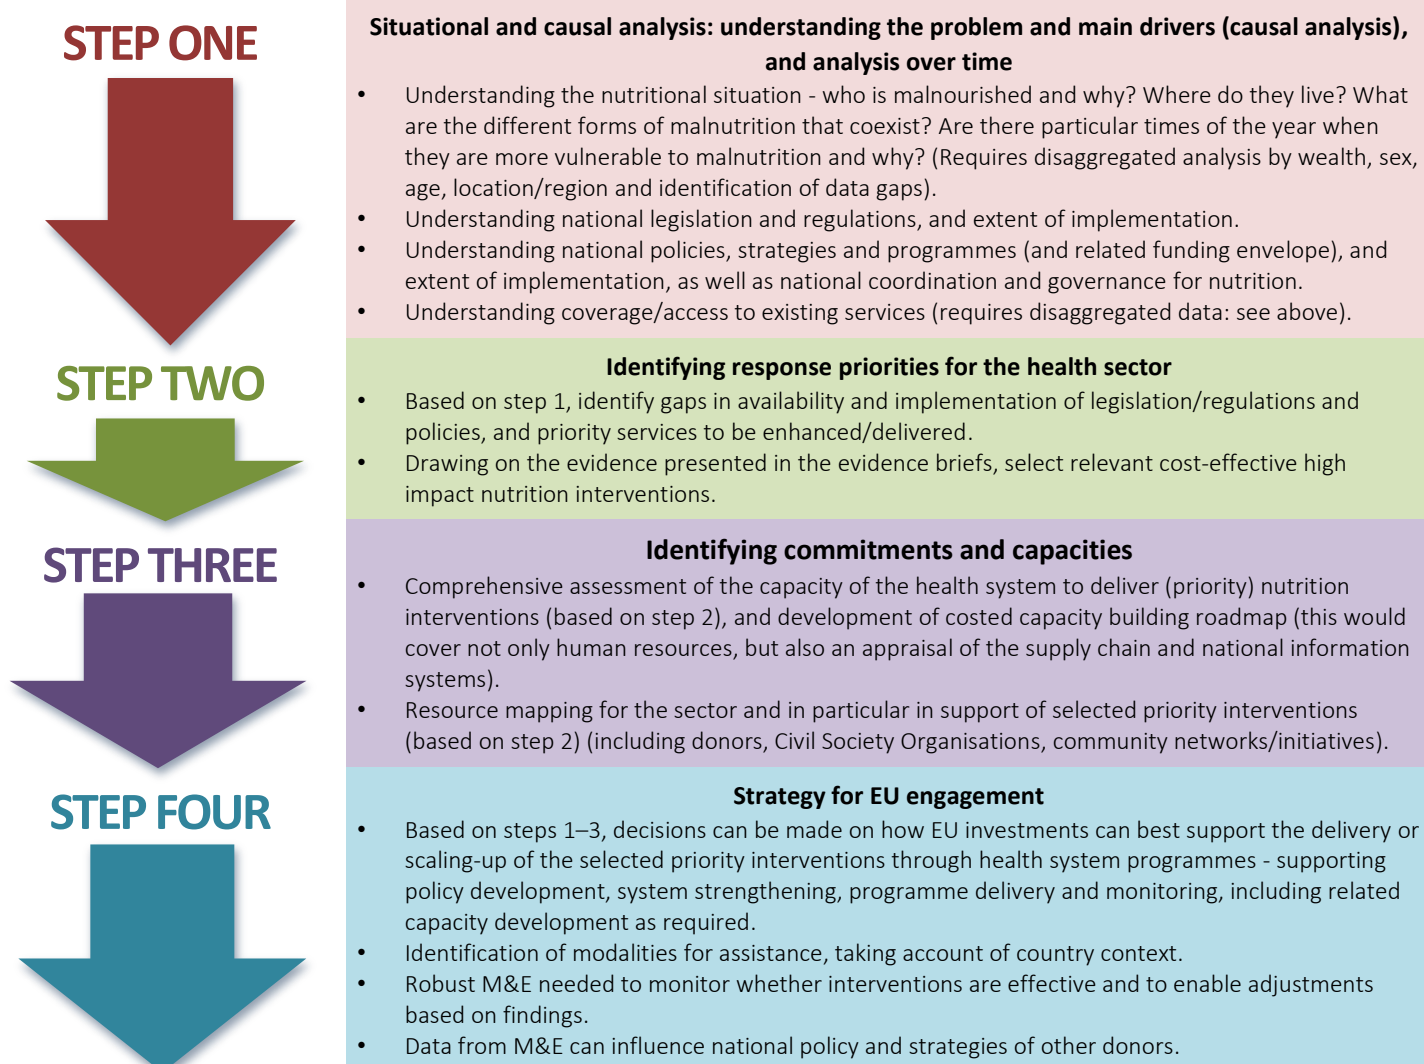 STEP ONE
Situational and causal analysis: understanding the problem and main drivers (causal analysis),
and analysis over time
• Understanding the nutritional situation - who is malnourished and why? Where do they live? What
are the different forms of malnutrition that coexist? Are there particular times of the year when
they are more vulnerable to malnutrition and why? (Requires disaggregated analysis by wealth, sex,
age, location/region and identification of data gaps).
• Understanding national legislation and regulations, and extent of implementation.
• Understanding national policies, strategies and programmes (and related funding envelope), and
extent of implementation, as well as national coordination and governance for nutrition.
• Understanding coverage/access to existing services (requires disaggregated data: see above).
STEP TWO
Identifying response priorities for the health sector
• Based on step 1, identify gaps in availability and implementation of legislation/regulations and
policies, and priority services to be enhanced/delivered.
• Drawing on the evidence presented in the evidence briefs, select relevant cost-effective high
impact nutrition interventions.
STEP THREE
Identifying commitments and capacities
• Comprehensive assessment of the capacity of the health system to deliver (priority) nutrition
interventions (based on step 2), and development of costed capacity building roadmap (this would
cover not only human resources, but also an appraisal of the supply chain and national information
systems).
• Resource mapping for the sector and in particular in support of selected priority interventions
(based on step 2) (including donors, Civil Society Organisations, community networks/initiatives).
STEP FOUR
Strategy for EU engagement
• Based on steps 1–3, decisions can be made on how EU investments can best support the delivery or
scaling-up of the selected priority interventions through health system programmes - supporting
policy development, system strengthening, programme delivery and monitoring, including related
capacity development as required.
• Identification of modalities for assistance, taking account of country context.
• Robust M&E needed to monitor whether interventions are effective and to enable adjustments
based on findings.
• Data from M&E can influence national policy and strategies of other donors.